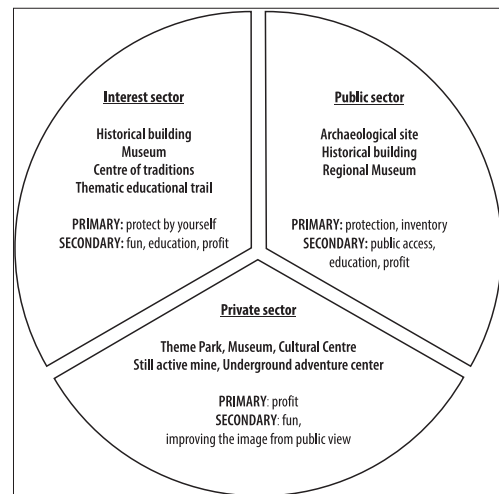 Interest sector
Historical building
Museum
Centre of traditions
Thematic educational trail
PRIMARY: protect by yourself
SECONDARY: fun, education, profit
Public sector
Archaeological site
Historical building
Regional Museum
PRIMARY: protection, inventory
SECONDARY: public access,
education, profit
Private sector
Theme Park, Museum, Cultural Centre
Still active mine, Underground adventure center
PRIMARY: profit
SECONDARY: fun,
improving the image from public view